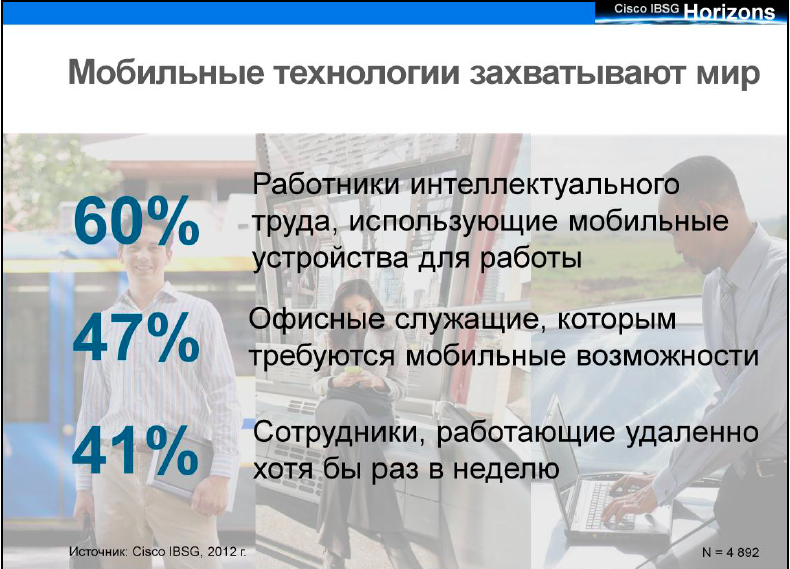 Cisco IBSG Horizons
Мобильные технологии захватывают мир
60%
Работники интеллектуального
труда, использующие мобильные
устройства для работы
47%
Офисные служащие, которым
требуются мобильные возможности
41%
Сотрудники, работающие удаленно
хотя бы раз в неделю
Источник: Cisco IBSG, 2012 г.
N = 4 892